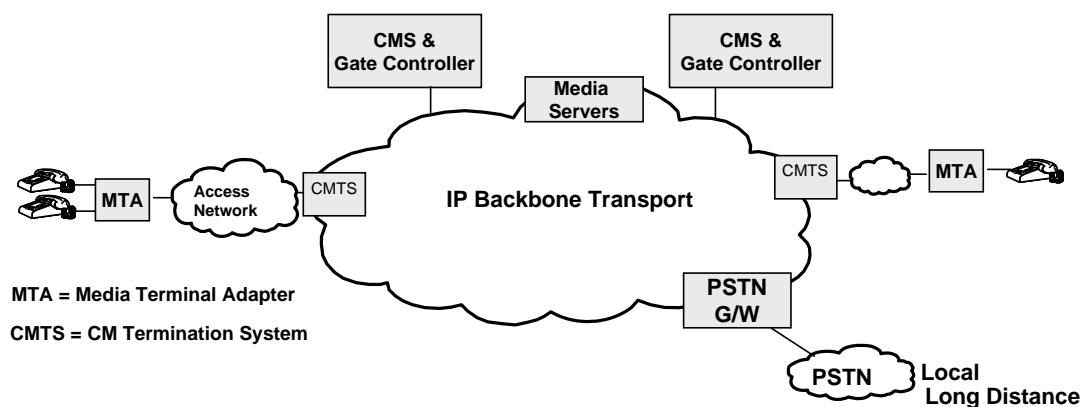 CMS &
Gate Controller
CMS &
Gate Controller
Media
Servers
MTA
Access
Network
CMTS
IP Backbone Transport
CMTS
MTA
MTA = Media Terminal Adapter
CMTS = CM Termination System
PSTN
G/W
PSTN
Local
Long Distance